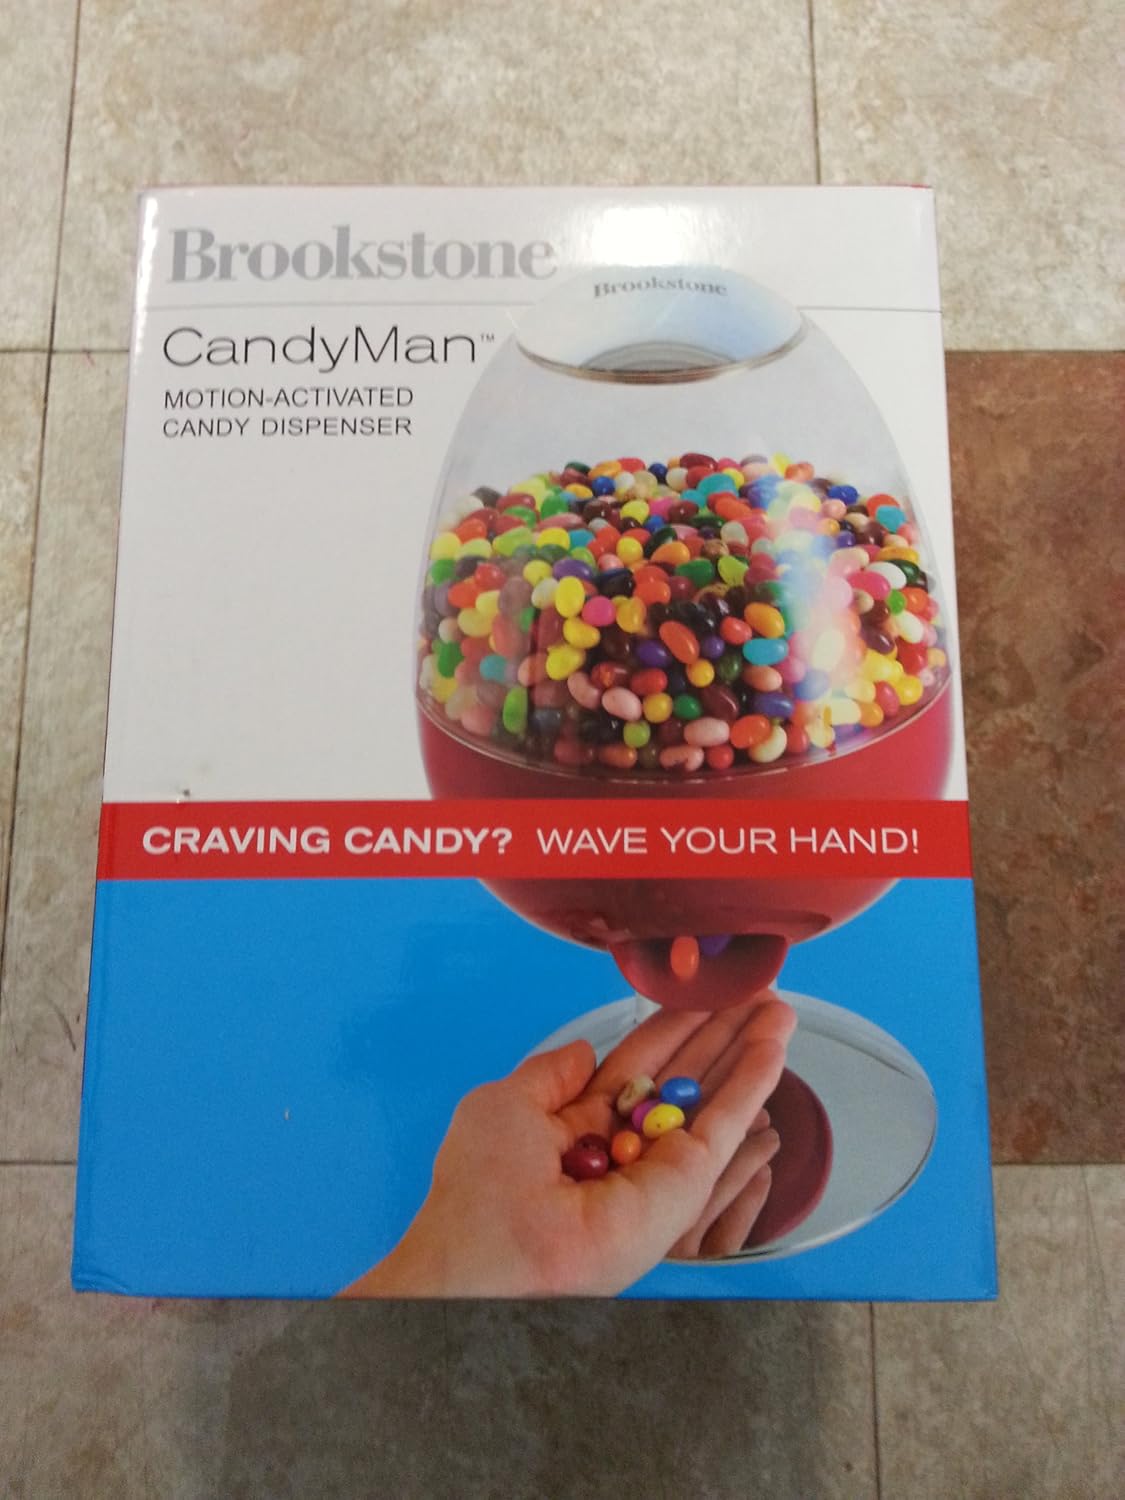 Brookstone
Brookstone
CandyMan™
MOTION-ACTIVATED
CANDY DISPENSER
CRAVING CANDY? WAVE YOUR HAND!